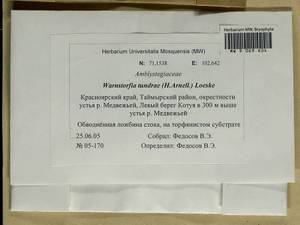 Herbarium Universitatis Mosquensis (MW)
N: 71,1538 E: 102,642
Amblystegiaceae
Warnstorfia tundrae (H.Arnell.) Loeske
Красноярский край, Таймырский район, окрестности
устья р. Медвежьей, Левый берег Котуя в 300 м выше
устья р. Медвежьей
Обводнённая ложбина стока, на торфянистом субстрате
25.06.05 Собрал: Федосов В.Э.
№ 05-170 Определил: Федосов В.Э.
Herbarium MW, Bryophyta